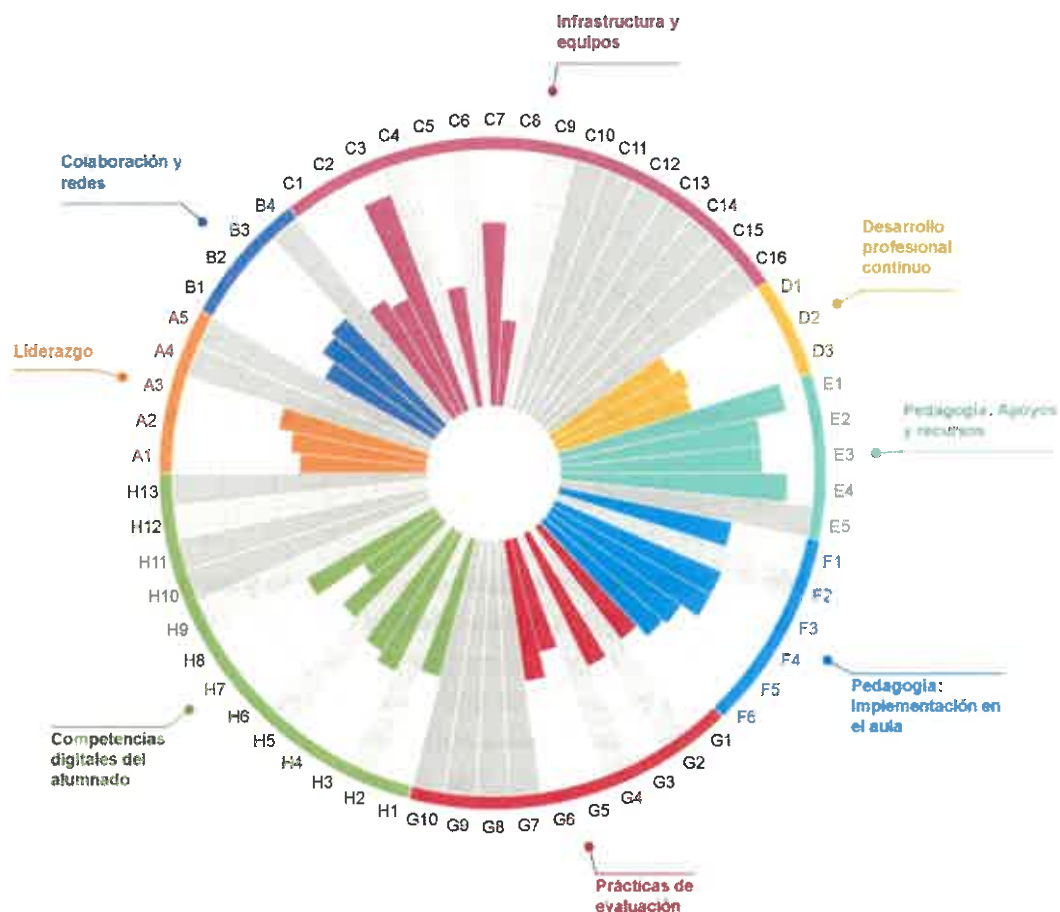 Infrastructura y
equipos
Colaboración y
redes
Desarrollo
profesional
continuo
Liderazgo
Pedagogía: Apoyos
y recursos
Pedagogía:
Implementación en
el aula
Competencias
digitales del
alumnado
Prácticas de
evaluación
A1
A2
A3
A4
A5
B1
B2
B3
B4
C1
C2
C3
C4
C5
C6
C7
C8
C9
C10
C11
C12
C13
C14
C15
C16
D1
D2
D3
E1
E2
E3
E4
E5
F1
F2
F3
F4
F5
F6
G1
G2
G3
G4
G5
G6
G7
G8
G9
G10
H1
H2
H3
H4
H5
H6
H7
H8
H9
H10
H11
H12
H13